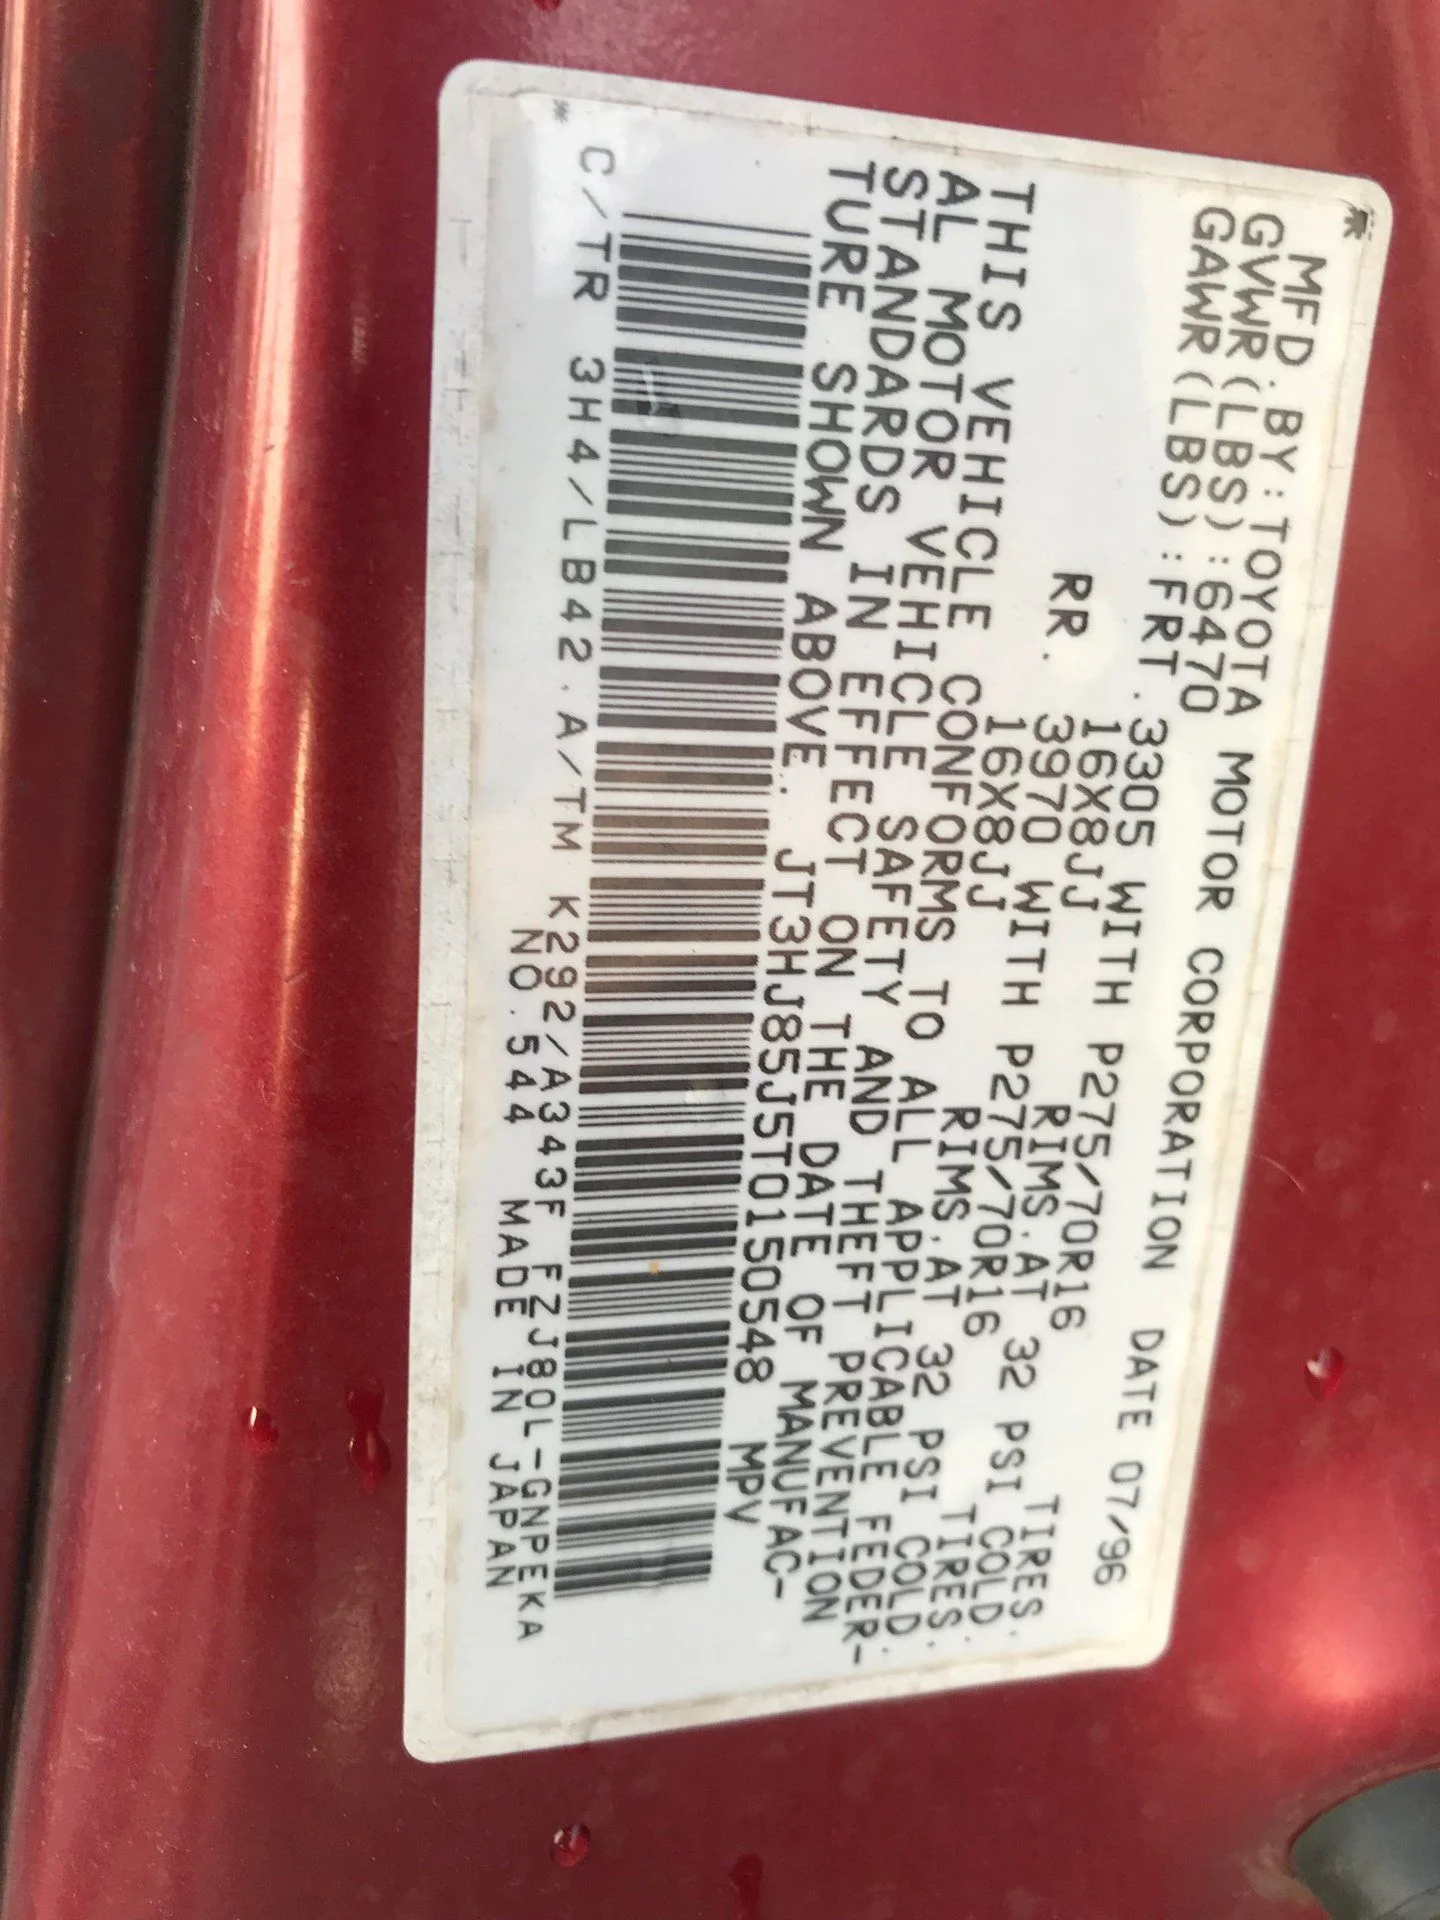 MFD.BY:TOYOTA MOTOR CORPORATION DATE 07/96
GVWR(LBS):6470
GAWR(LBS):FRT.3305 WITH P275/70R16 TIRES.
16X8JJ RIMS.AT 32 PSI COLD.
RR. 3970 WITH P275/70R16 TIRES.
16X8JJ RIMS.AT 32 PSI COLD.
THIS VEHICLE CONFORMS TO ALL APPLICABLE FEDER-
AL MOTOR VEHICLE SAFETY AND THEFT PREVENTION
STANDARDS IN EFFECT ON THE DATE OF MANUFAC-
TURE SHOWN ABOVE. JT3HJ85J5T0150548 MPV
C/TR 3H4/LB42.A/TM K292/A343F FZJ80L-GNPEKA
* NO.544 MADE IN JAPAN